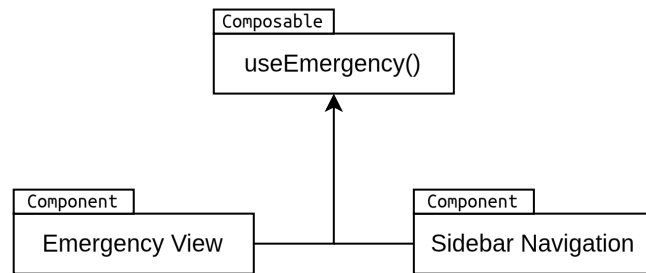 Composable
useEmergency()
Component
Emergency View
Component
Sidebar Navigation